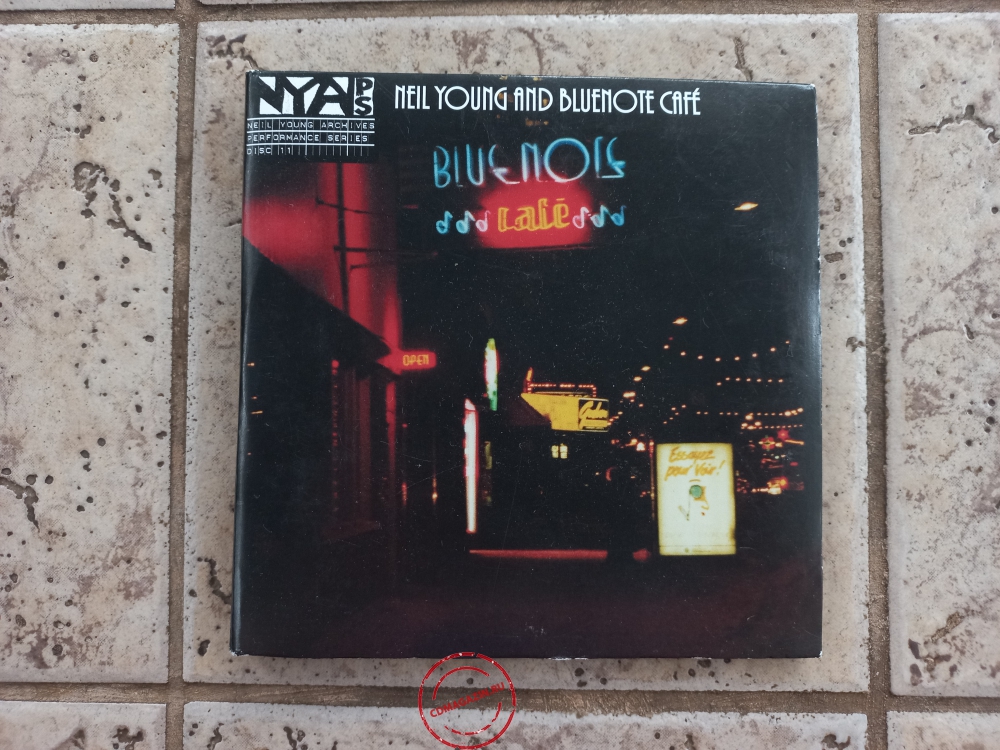 NYA PS
NEIL YOUNG ARCHIVES
PERFORMANCE SERIES
DISC 11
NEIL YOUNG AND BLUENOTE CAFÉ
BLUE NOTE
café
OPEN
Essayez
pour Voir!